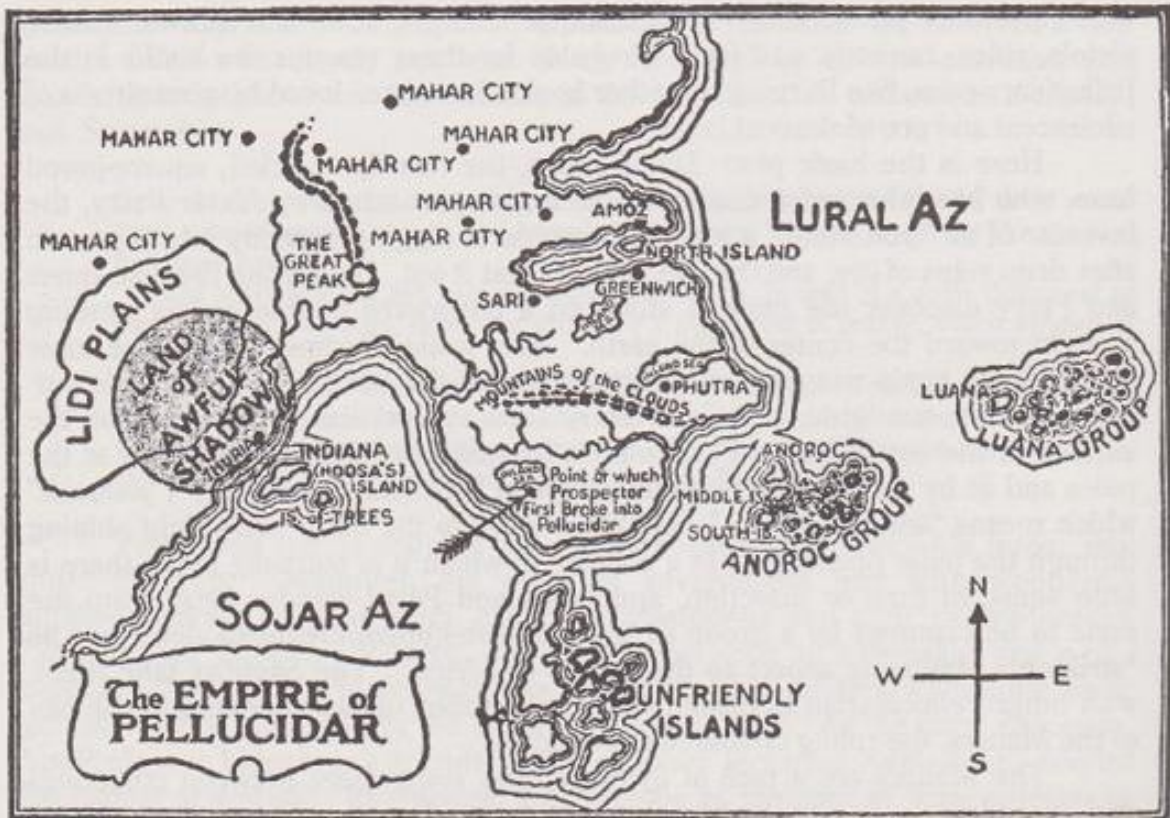 MAHAR CITY
MAHAR CITY
MAHAR CITY
MAHAR CITY
MAHAR CITY
MAHAR CITY
MAHAR CITY
THE
GREAT
PEAK
AMOZ
LURAL AZ
NORTH ISLAND
GREENWICH
SARI
LIDI PLAINS
LAND
of
AWFUL
SHADOW
THURIA
INLAND SEA
PHUTRA
MOUNTAINS of the CLOUDS
LUANA
LUANA GROUP
INDIANA
(HOOSA'S)
ISLAND
IS. of TREES
Point at which
Prospector
First Broke into
Pellucidar
ANOROC
MIDDLE IS.
SOUTH IS.
ANOROC GROUP
SOJAR AZ
The EMPIRE of
PELLUCIDAR
UNFRIENDLY
ISLANDS
N
W E
S